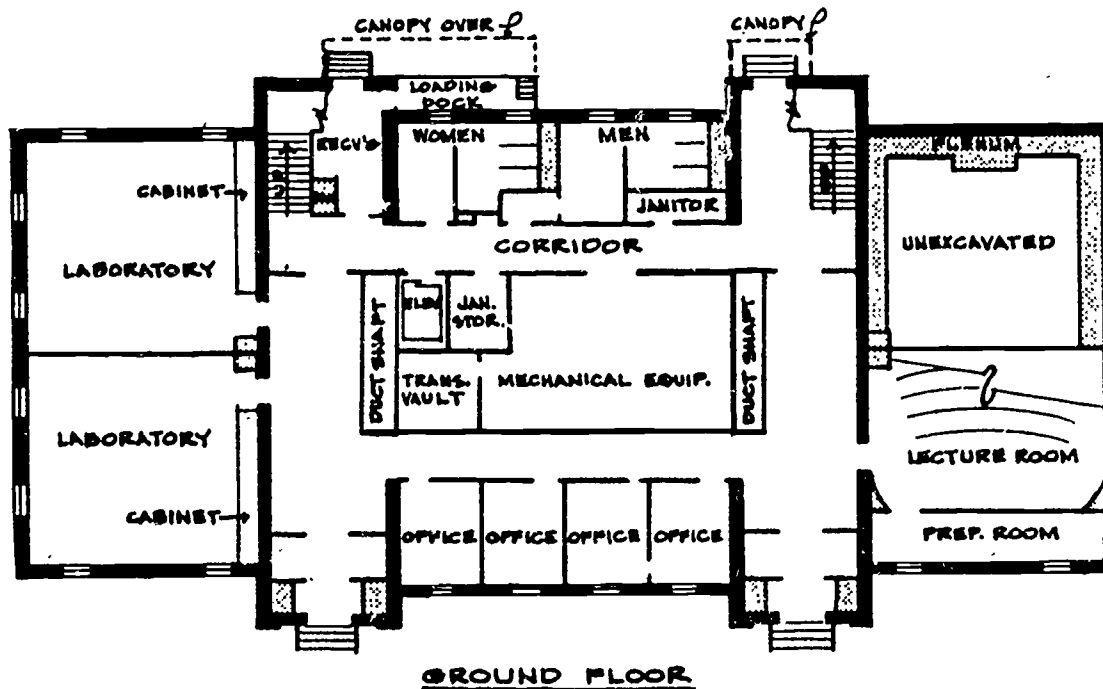 CANOPY OVER
CANOPY
LOADING
DOCK
WOMEN
MEN
RECV'G
PLENUM
CABINET
JANITOR
CORRIDOR
UNEXCAVATED
LABORATORY
ELEV
JAN.
STOR.
DUCT SHAFT
TRANS.
VAULT
MECHANICAL EQUIP.
DUCT SHAFT
LABORATORY
LECTURE ROOM
CABINET
OFFICE
OFFICE
OFFICE
OFFICE
PREP. ROOM
GROUND FLOOR